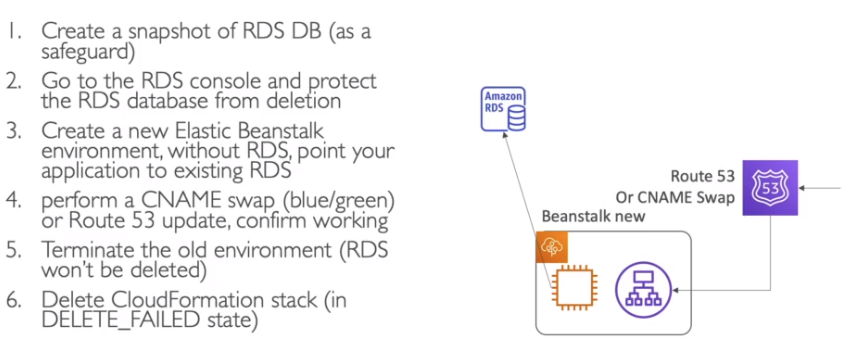 1. Create a snapshot of RDS DB (as a
safeguard)
2. Go to the RDS console and protect
the RDS database from deletion
3. Create a new Elastic Beanstalk
environment, without RDS, point your
application to existing RDS
4. perform a CNAME swap (blue/green)
or Route 53 update, confirm working
5. Terminate the old environment (RDS
won't be deleted)
6. Delete CloudFormation stack (in
DELETE_FAILED state)
Amazon
RDS
Route 53
Or CNAME Swap
53
Beanstalk new